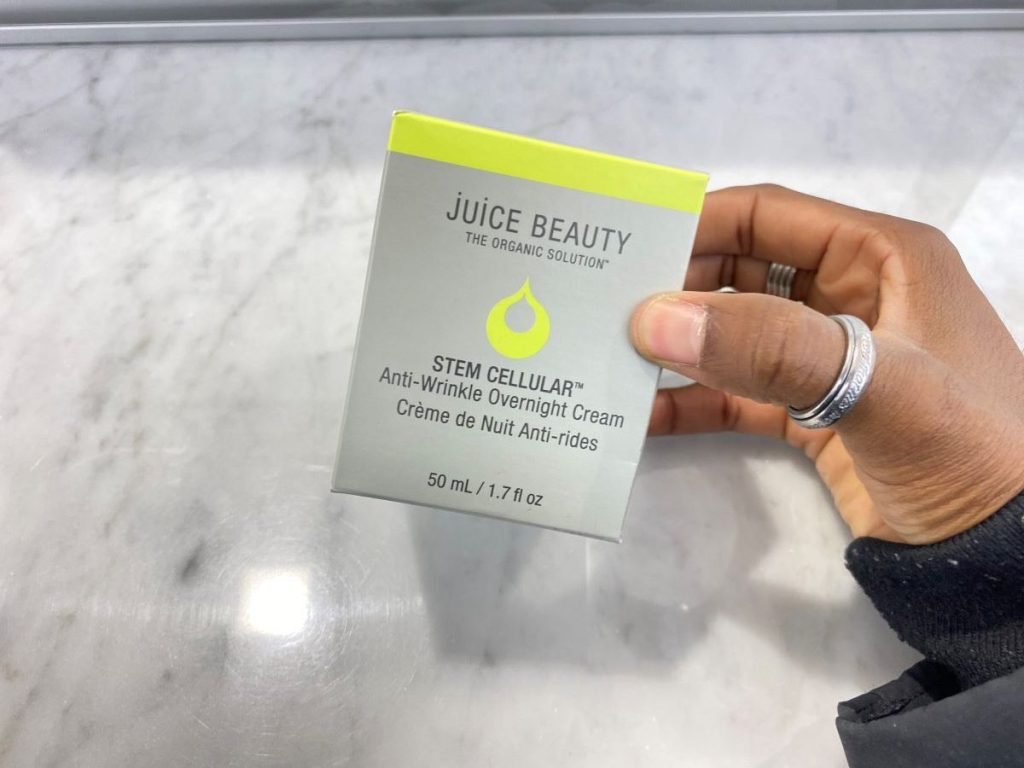 juice BEAUTY
THE ORGANIC SOLUTION™
STEM CELLULAR™
Anti-Wrinkle Overnight Cream
Crème de Nuit Anti-rides
50 mL / 1.7 fl oz